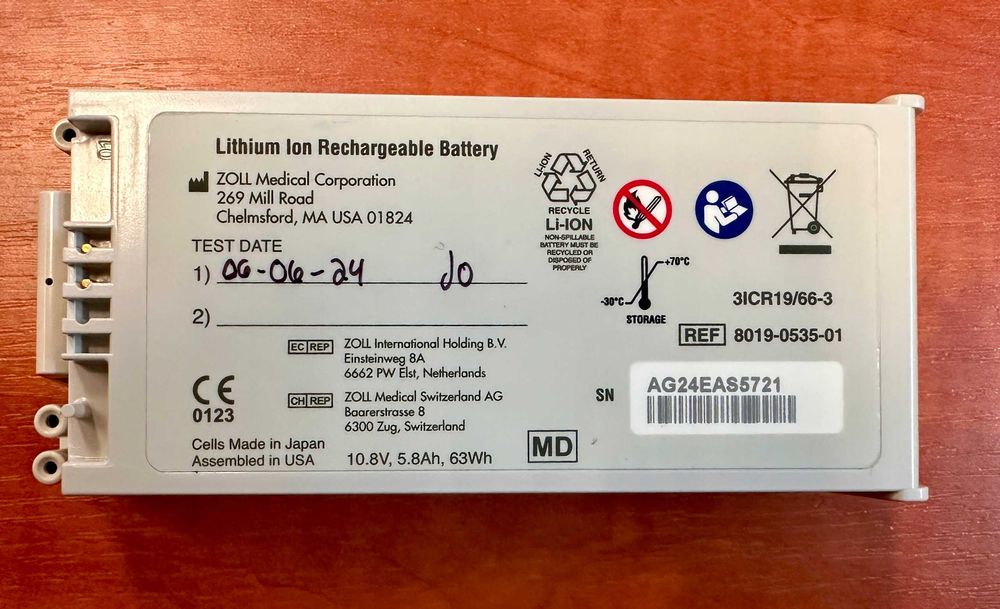 Lithium Ion Rechargeable Battery
ZOLL Medical Corporation
269 Mill Road
Chelmsford, MA USA 01824
TEST DATE
1) 06-06-24 JO
2)
EC REP
ZOLL International Holding B.V.
Einsteinweg 8A
6662 PW Elst, Netherlands
CE
0123
CH REP
ZOLL Medical Switzerland AG
Baarerstrasse 8
6300 Zug, Switzerland
Cells Made in Japan
Assembled in USA
10.8V, 5.8Ah, 63Wh
MD
LI-ION
RETURN
RECYCLE
Li-ION
NON-SPILLABLE
BATTERY MUST BE
RECYCLED OR
DISPOSED OF
PROPERLY
+70°C
-30°C
STORAGE
3ICR19/66-3
REF 8019-0535-01
SN
AG24EAS5721